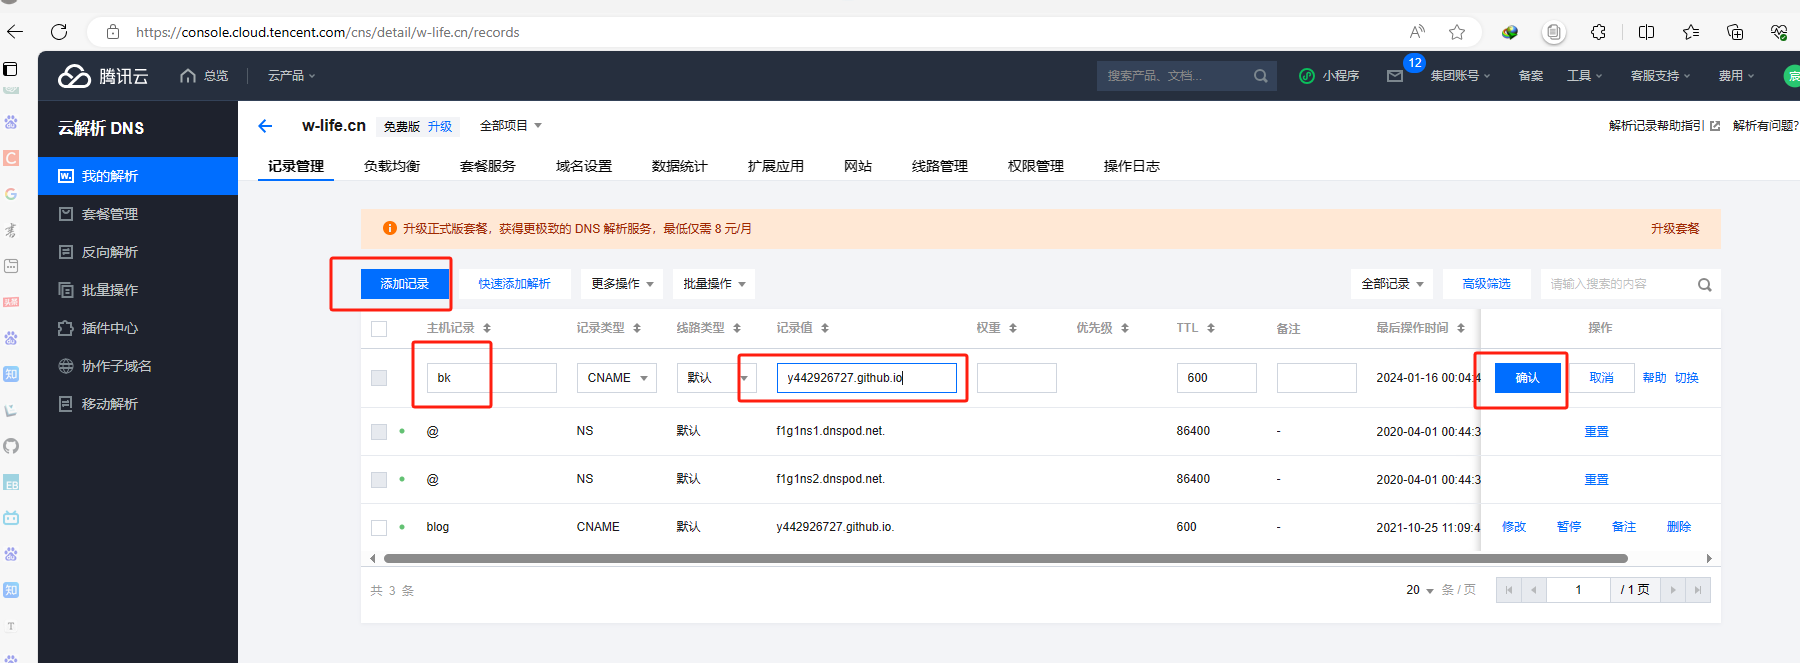 https://console.cloud.tencent.com/cns/detail/w-life.cn/records
腾讯云 总览 云产品 搜索产品、文档... 小程序 12 集团账号 备案 工具 客服支持 费用
云解析 DNS
我的解析
套餐管理
反向解析
批量操作
插件中心
协作子域名
移动解析
w-life.cn 免费版 升级 全部项目 解析记录帮助指引 解析有问题?
记录管理 负载均衡 套餐服务 域名设置 数据统计 扩展应用 网站 线路管理 权限管理 操作日志
升级正式版套餐，获得更极致的 DNS 解析服务，最低仅需 8 元/月 升级套餐
添加记录 快速添加解析 更多操作 批量操作 全部记录 高级筛选 请输入搜索的内容
主机记录 记录类型 线路类型 记录值 权重 优先级 TTL 备注 最后操作时间 操作
bk CNAME 默认 y442926727.github.io 600 2024-01-16 00:04:4 确认 取消 帮助 切换
@ NS 默认 f1g1ns1.dnspod.net. 86400 - 2020-04-01 00:44:3 重置
@ NS 默认 f1g1ns2.dnspod.net. 86400 - 2020-04-01 00:44:3 重置
blog CNAME 默认 y442926727.github.io. 600 - 2021-10-25 11:09:4 修改 暂停 备注 删除
共 3 条 20 条 / 页 1 / 1 页